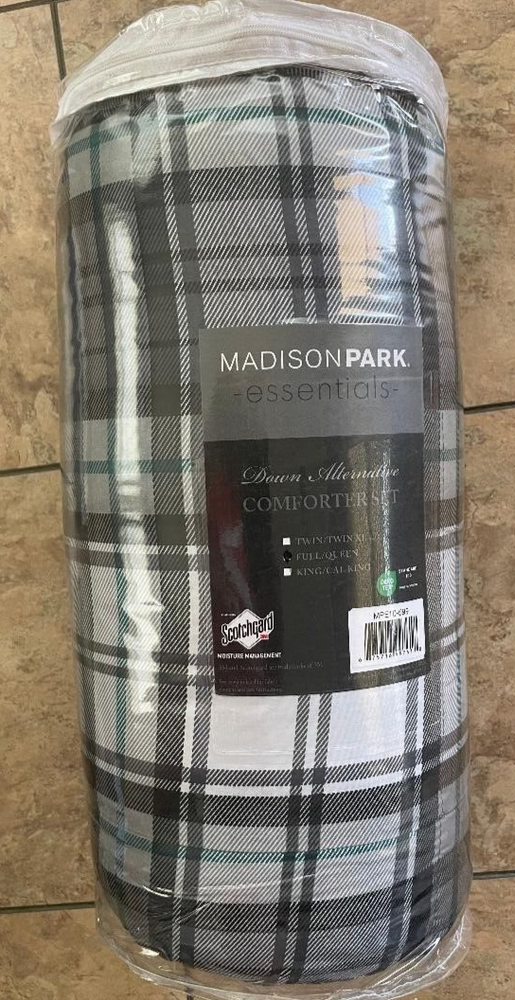 MADISONPARK.
-essentials-
Down Alternative
COMFORTER SET
TWIN/TWIN XL
FULL/QUEEN
KING/CAL KING
Scotchgard
MOISTURE MANAGEMENT